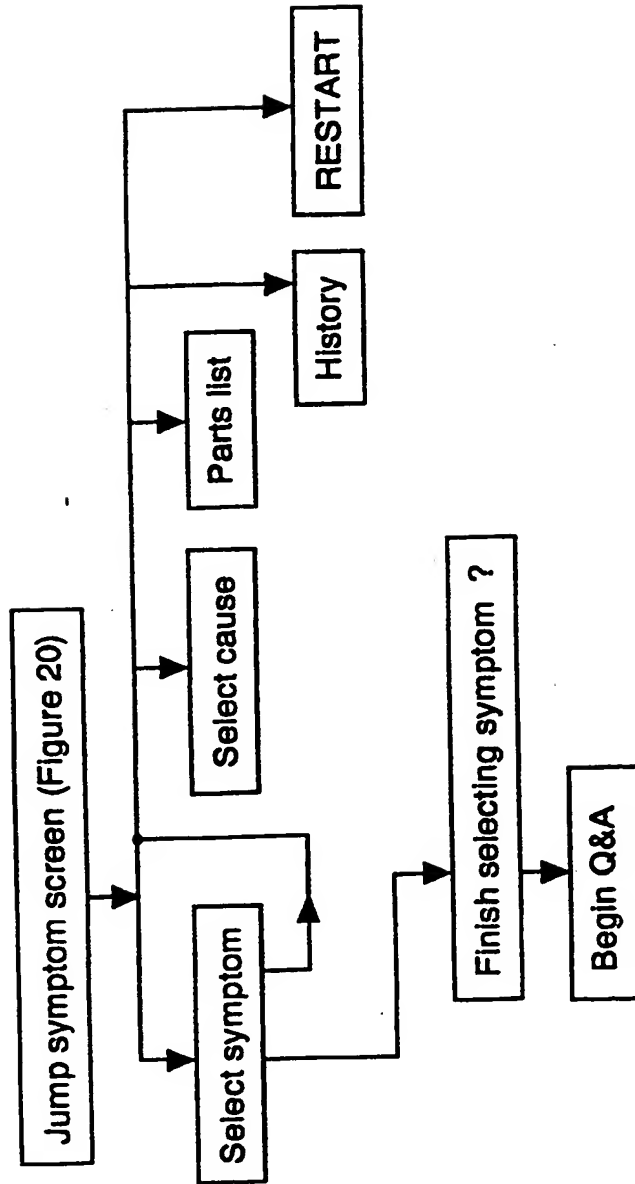 Jump symptom screen (Figure 20)
Select symptom
Select cause
Parts list
History
RESTART
Finish selecting symptom ?
Begin Q&A